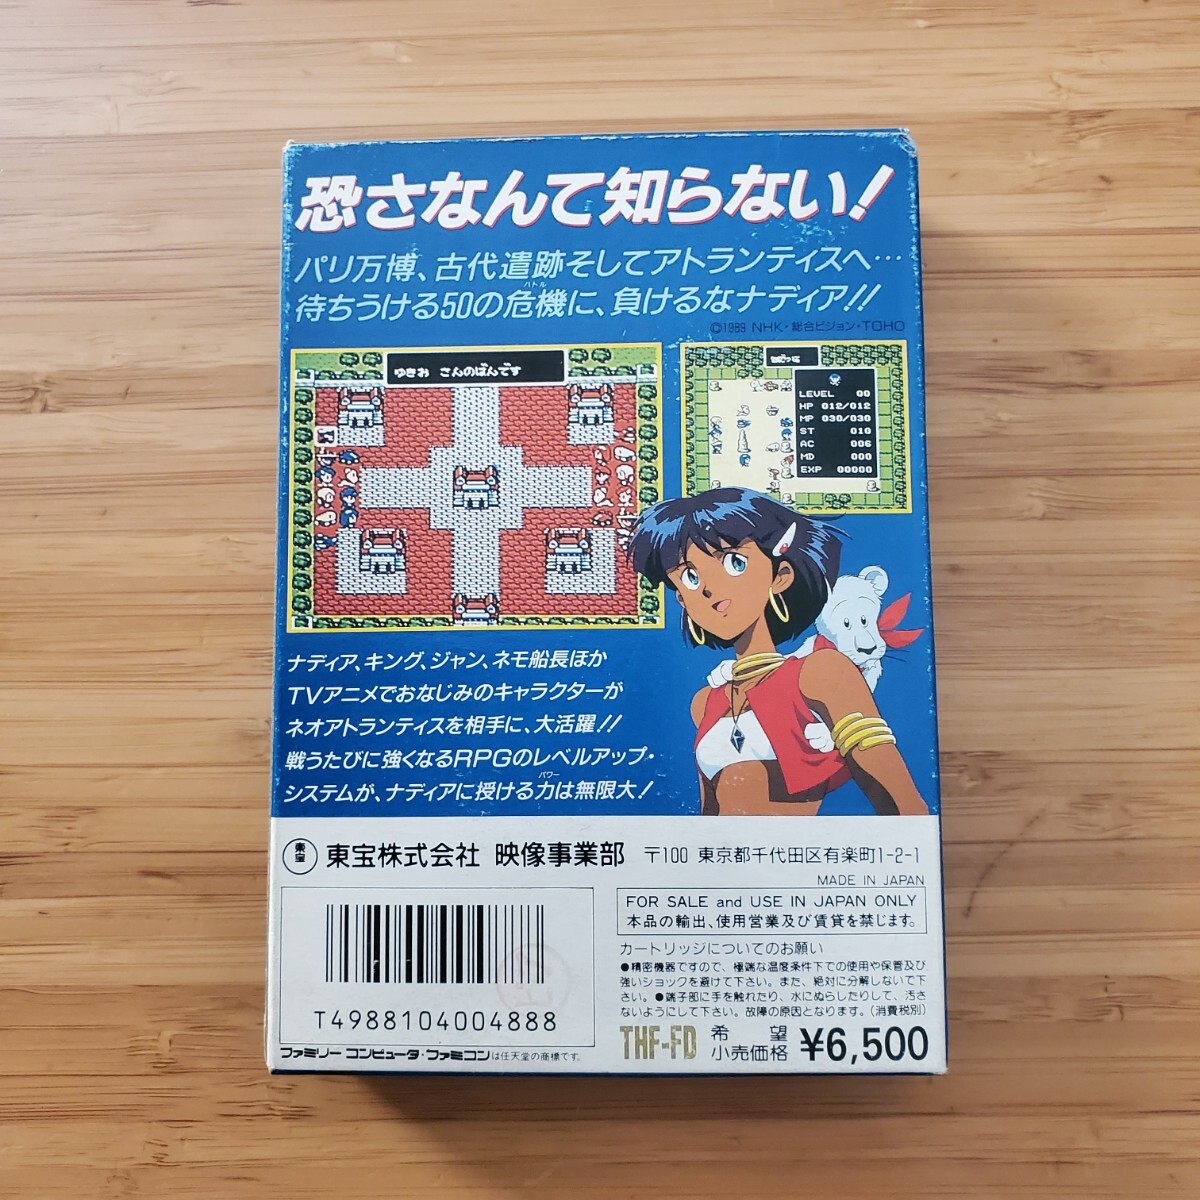 恐さなんて知らない!
パリ万博、古代遺跡そしてアトランティスへ…
待ちうける50の危機に、負けるなナディア!!
バトル
©1989 NHK・総合ビジョン・TOHO
ゆきお こんのばんです
LEVEL 00
HP 012/012
MP 030/030
ST 010
AC 006
MD 000
EXP 00000
ナディア、キング、ジャン、ネモ船長ほか
TVアニメでおなじみのキャラクターが
ネオアトランティスを相手に、大活躍!!
戦うたびに強くなるRPGのレベルアップ・
システムが、ナディアに授ける力は無限大!
パワー
東宝
東宝株式会社 映像事業部 〒100 東京都千代田区有楽町1-2-1
MADE IN JAPAN
FOR SALE and USE IN JAPAN ONLY
本品の輸出、使用営業及び賃貸を禁じます。
カートリッジについてのお願い
●精密機器ですので、極端な温度条件下での使用や保管及び
強いショックを避けて下さい。また、絶対に分解しないで下
さい。●端子部に手を触れたり、水にぬらしたりして、汚さ
ないようにして下さい。故障の原因となります。(消費税別)
T4988104004888
THF-FD 希望
小売価格 ¥6,500
ファミリーコンピュータ・ファミコンは任天堂の商標です。